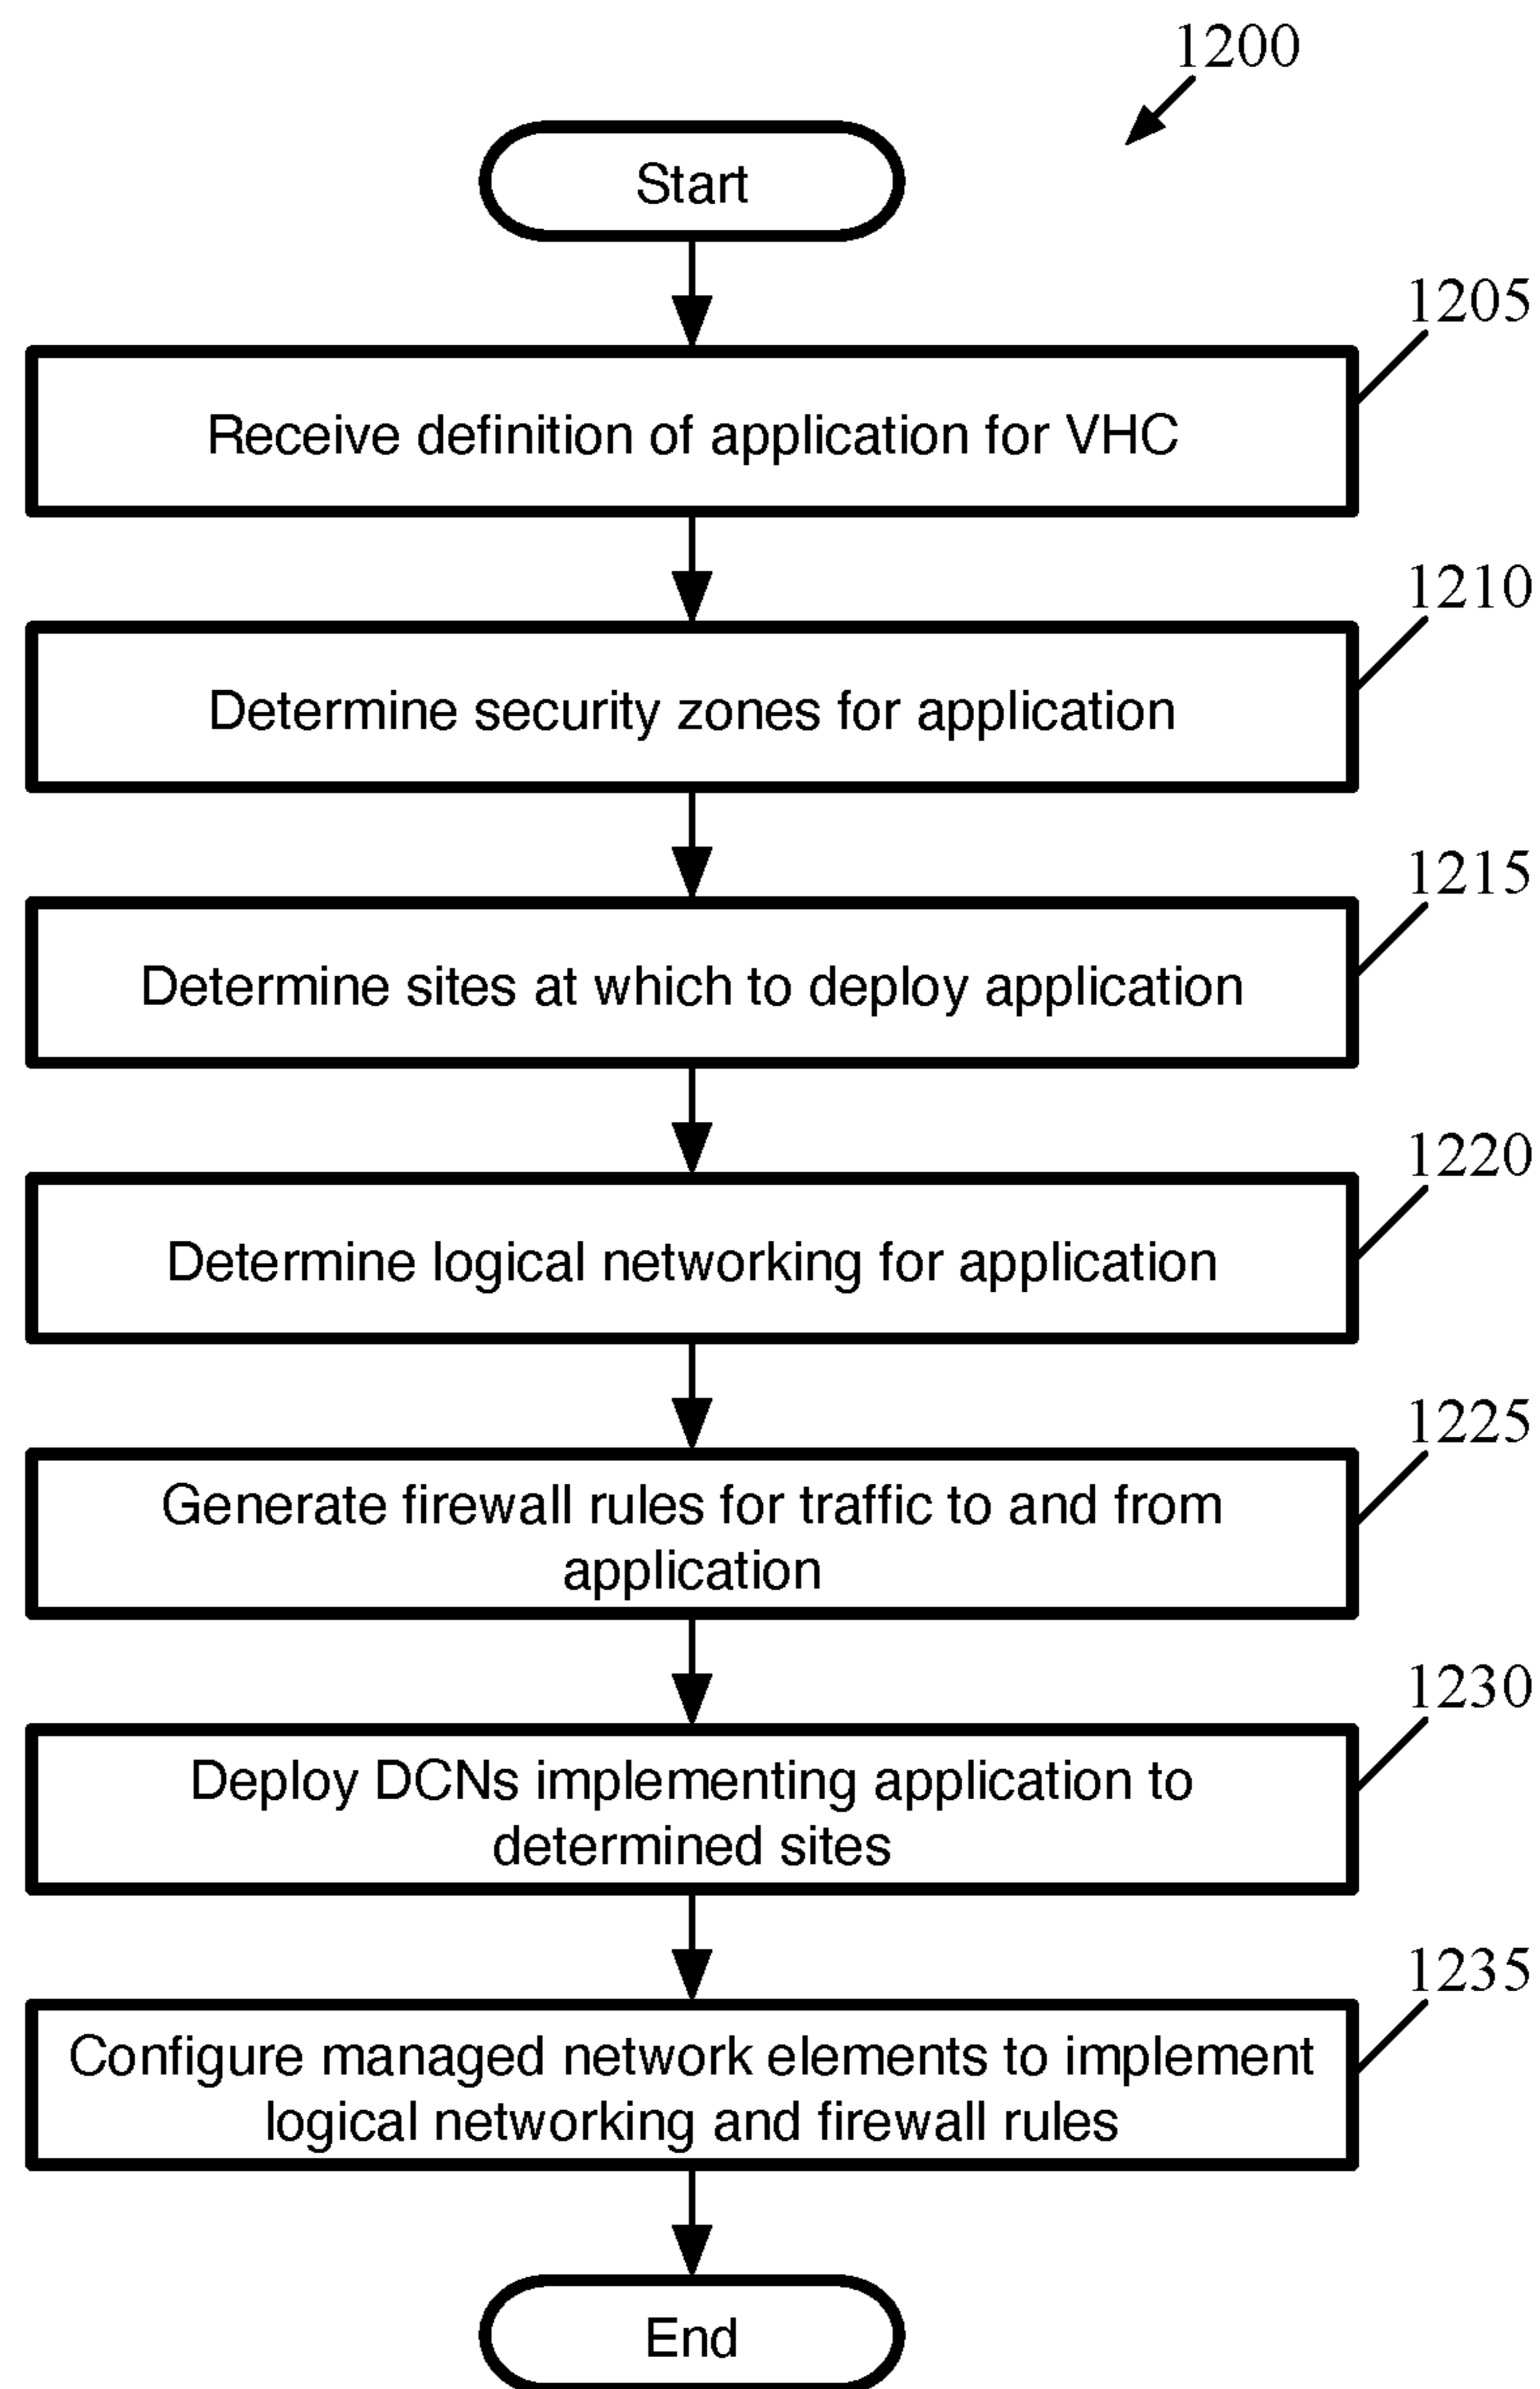 1200
Start
1205
Receive definition of application for VHC
1210
Determine security zones for application
1215
Determine sites at which to deploy application
1220
Determine logical networking for application
1225
Generate firewall rules for traffic to and from
application
1230
Deploy DCNs implementing application to
determined sites
1235
Configure managed network elements to implement
logical networking and firewall rules
End